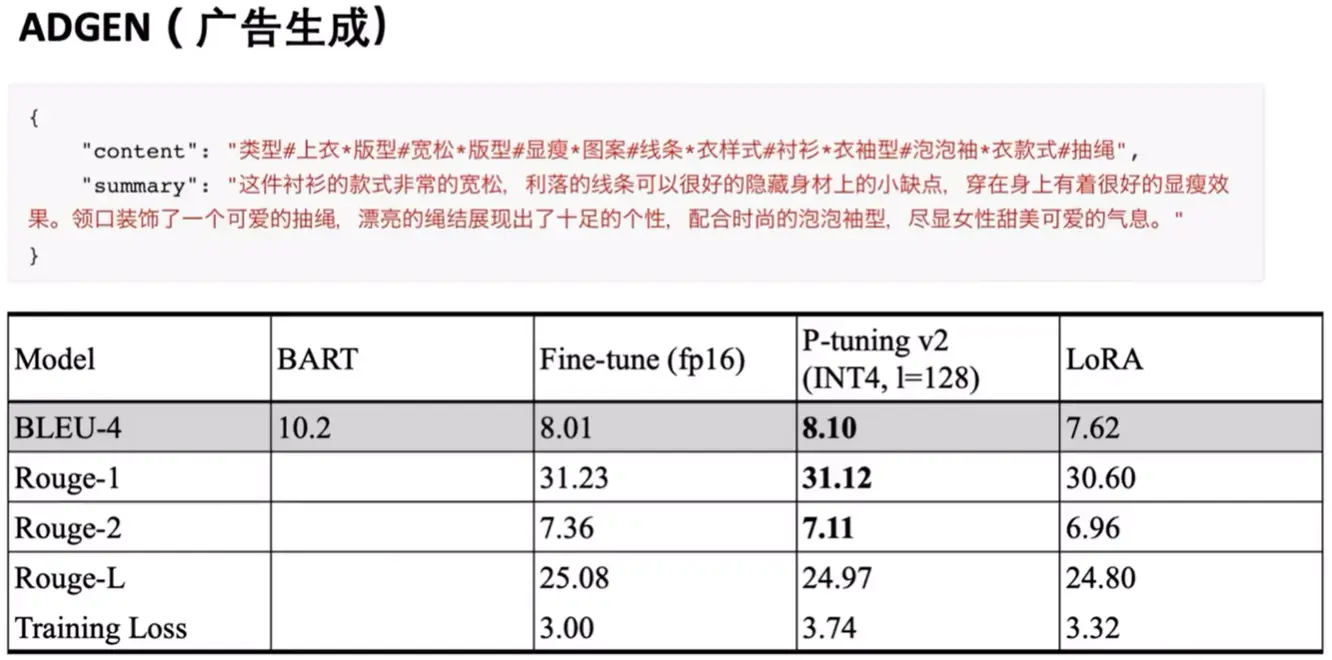 ADGEN（广告生成）
{
"content": "类型#上衣*版型#宽松*版型#显瘦*图案#线条*衣样式#衬衫*衣袖型#泡泡袖*衣款式#抽绳",
"summary": "这件衬衫的款式非常的宽松，利落的线条可以很好的隐藏身材上的小缺点，穿在身上有着很好的显瘦效
果。领口装饰了一个可爱的抽绳，漂亮的绳结展现出了十足的个性，配合时尚的泡泡袖型，尽显女性甜美可爱的气息。"
}
Model BART Fine-tune (fp16) P-tuning v2 (INT4, l=128) LoRA
BLEU-4 10.2 8.01 8.10 7.62
Rouge-1 31.23 31.12 30.60
Rouge-2 7.36 7.11 6.96
Rouge-L 25.08 24.97 24.80
Training Loss 3.00 3.74 3.32